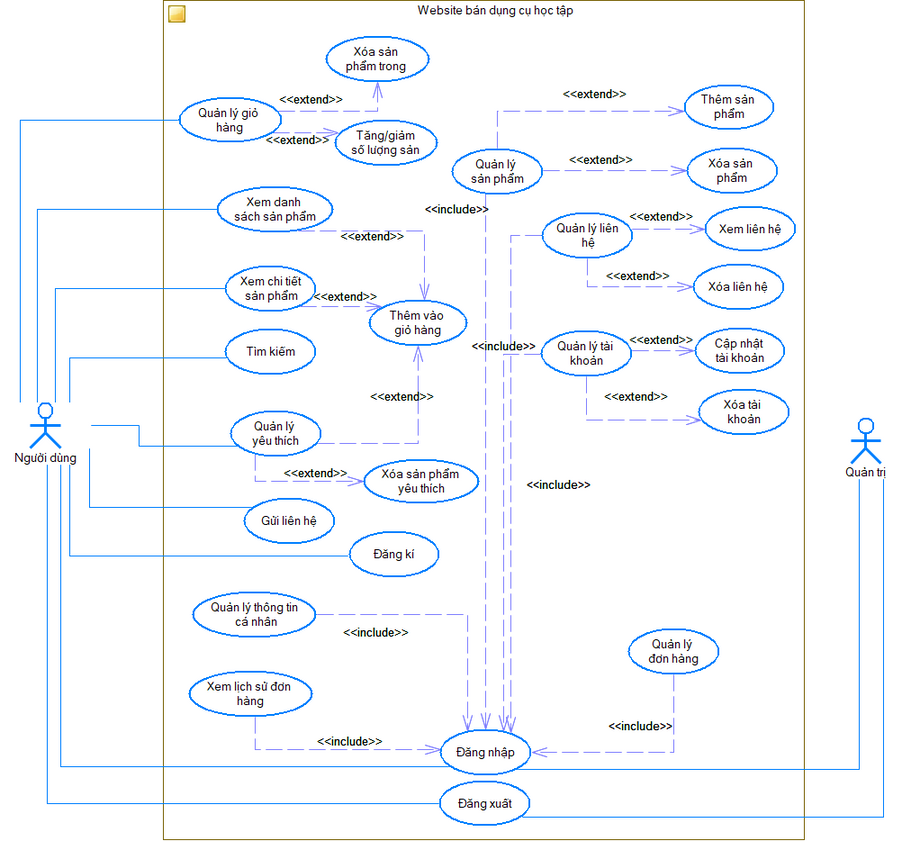 Website bán dụng cụ học tập
Xóa sản
phẩm trong
<<extend>>
Quản lý giỏ
hàng
<<extend>>
Tăng/giảm
số lượng sản
<<extend>>
Thêm sản
phẩm
Quản lý
sản phẩm
<<extend>>
Xóa sản
phẩm
Xem danh
sách sản phẩm
<<include>>
<<extend>>
Quản lý liên
hệ
<<extend>>
Xem liên hệ
<<extend>>
Xóa liên hệ
Xem chi tiết
sản phẩm
<<extend>>
Thêm vào
giỏ hàng
Tìm kiếm
<<include>>
Quản lý tài
khoản
<<extend>>
Cập nhật
tài khoản
<<extend>>
Xóa tài
khoản
<<extend>>
Quản lý
yêu thích
<<extend>>
Xóa sản phẩm
yêu thích
Người dùng
Quản trị
<<include>>
Gửi liên hệ
Đăng kí
Quản lý thông tin
cá nhân
<<include>>
Quản lý
đơn hàng
Xem lịch sử đơn
hàng
<<include>>
<<include>>
Đăng nhập
Đăng xuất